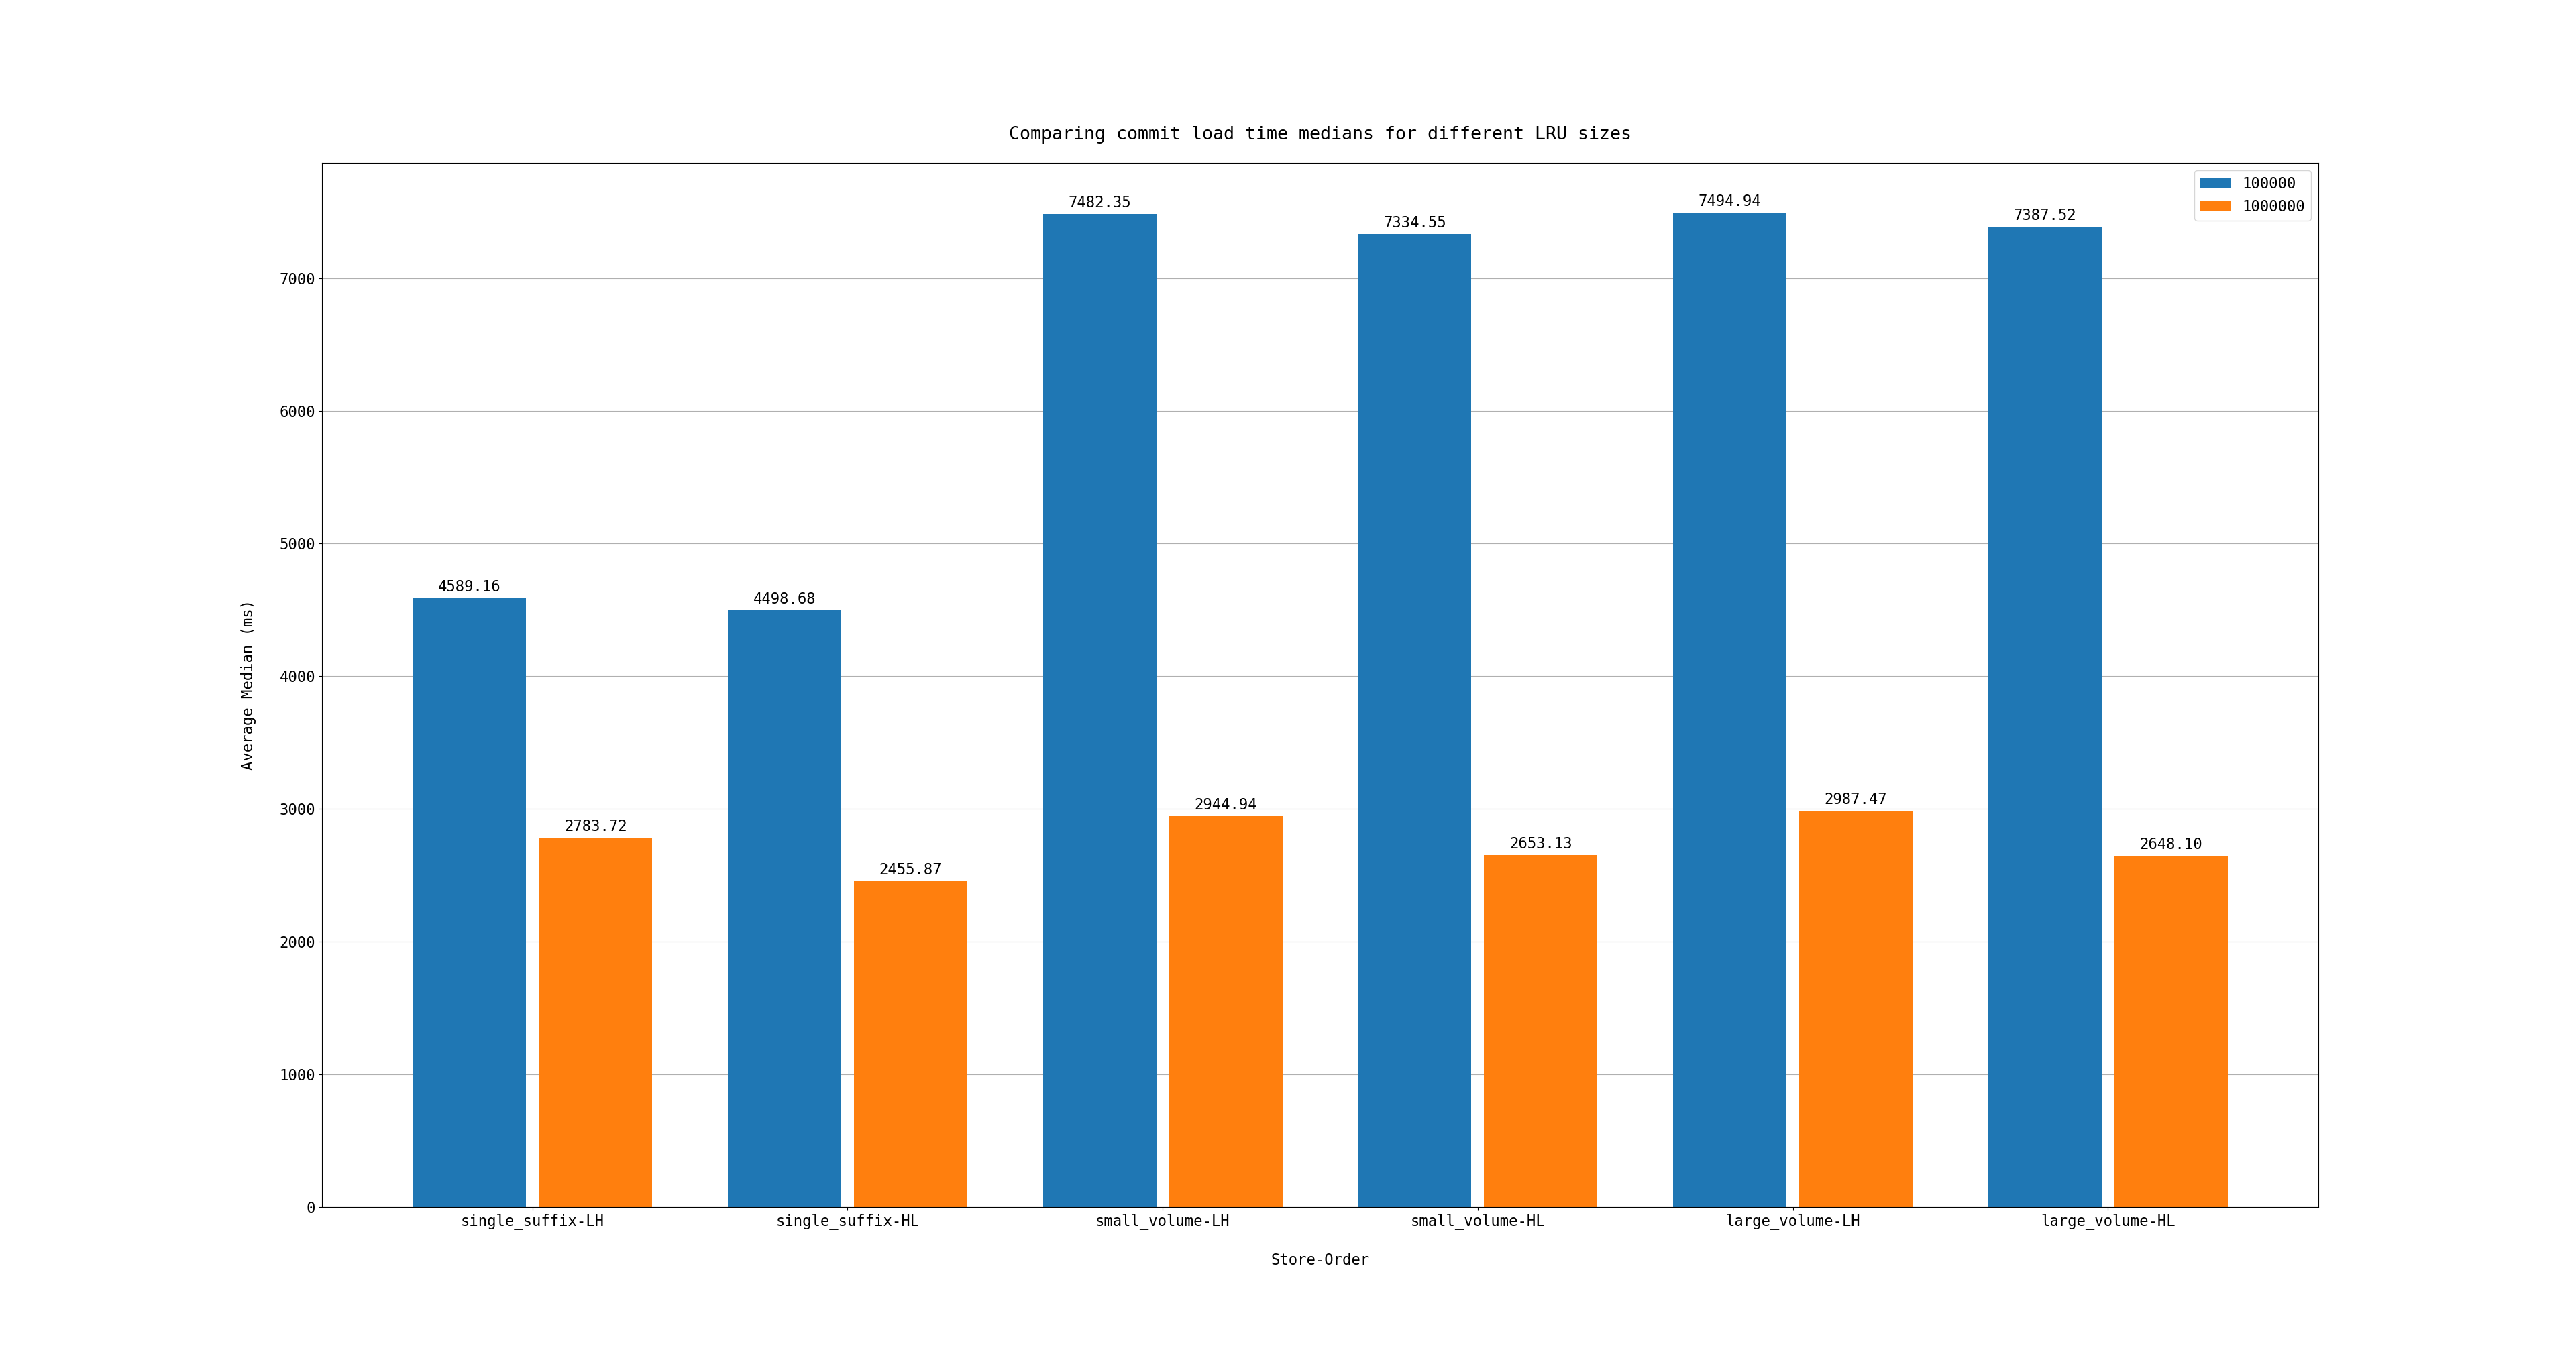 Comparing commit load time medians for different LRU sizes
100000
1000000
7482.35
7334.55
7494.94
7387.52
4589.16
4498.68
2783.72
2455.87
2944.94
2653.13
2987.47
2648.10
7000
6000
5000
4000
3000
2000
1000
0
Average Median (ms)
single_suffix-LH
single_suffix-HL
small_volume-LH
small_volume-HL
large_volume-LH
large_volume-HL
Store-Order